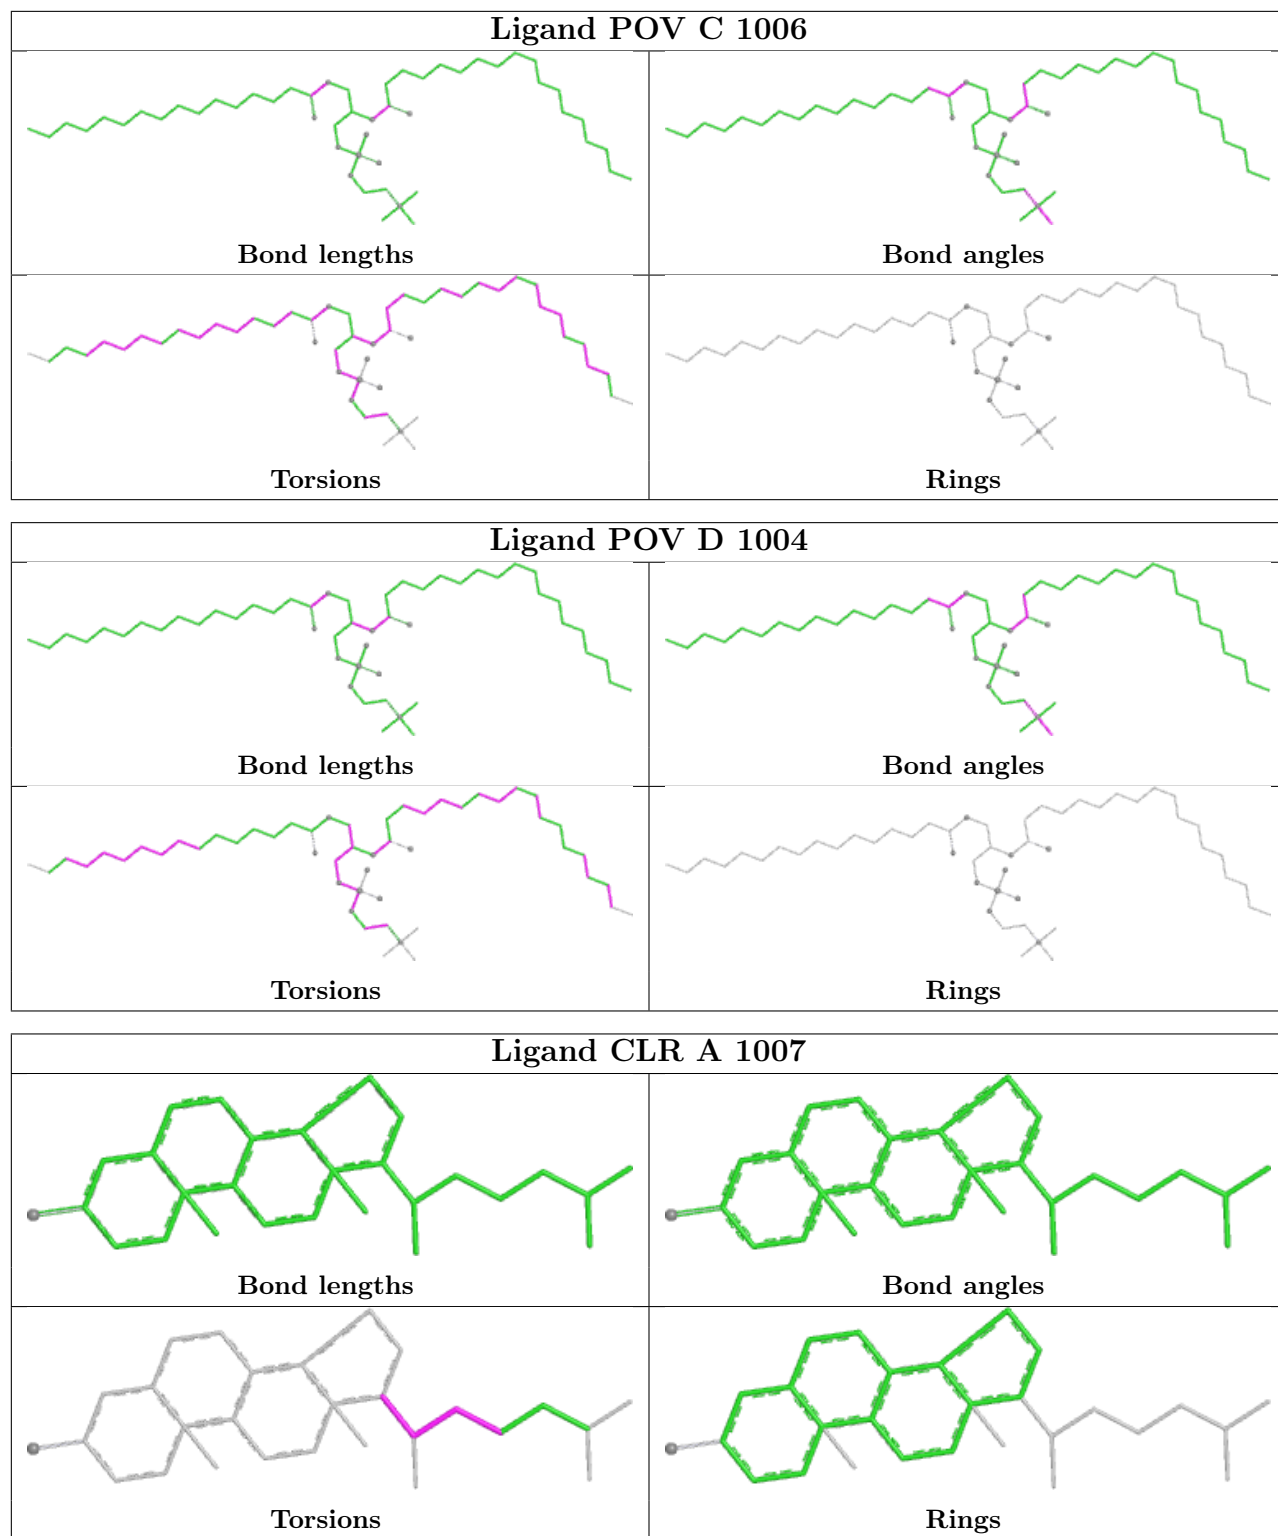 Ligand POV C 1006
Bond lengths
Bond angles
Torsions
Rings
Ligand POV D 1004
Bond lengths
Bond angles
Torsions
Rings
Ligand CLR A 1007
Bond lengths
Bond angles
Torsions
Rings